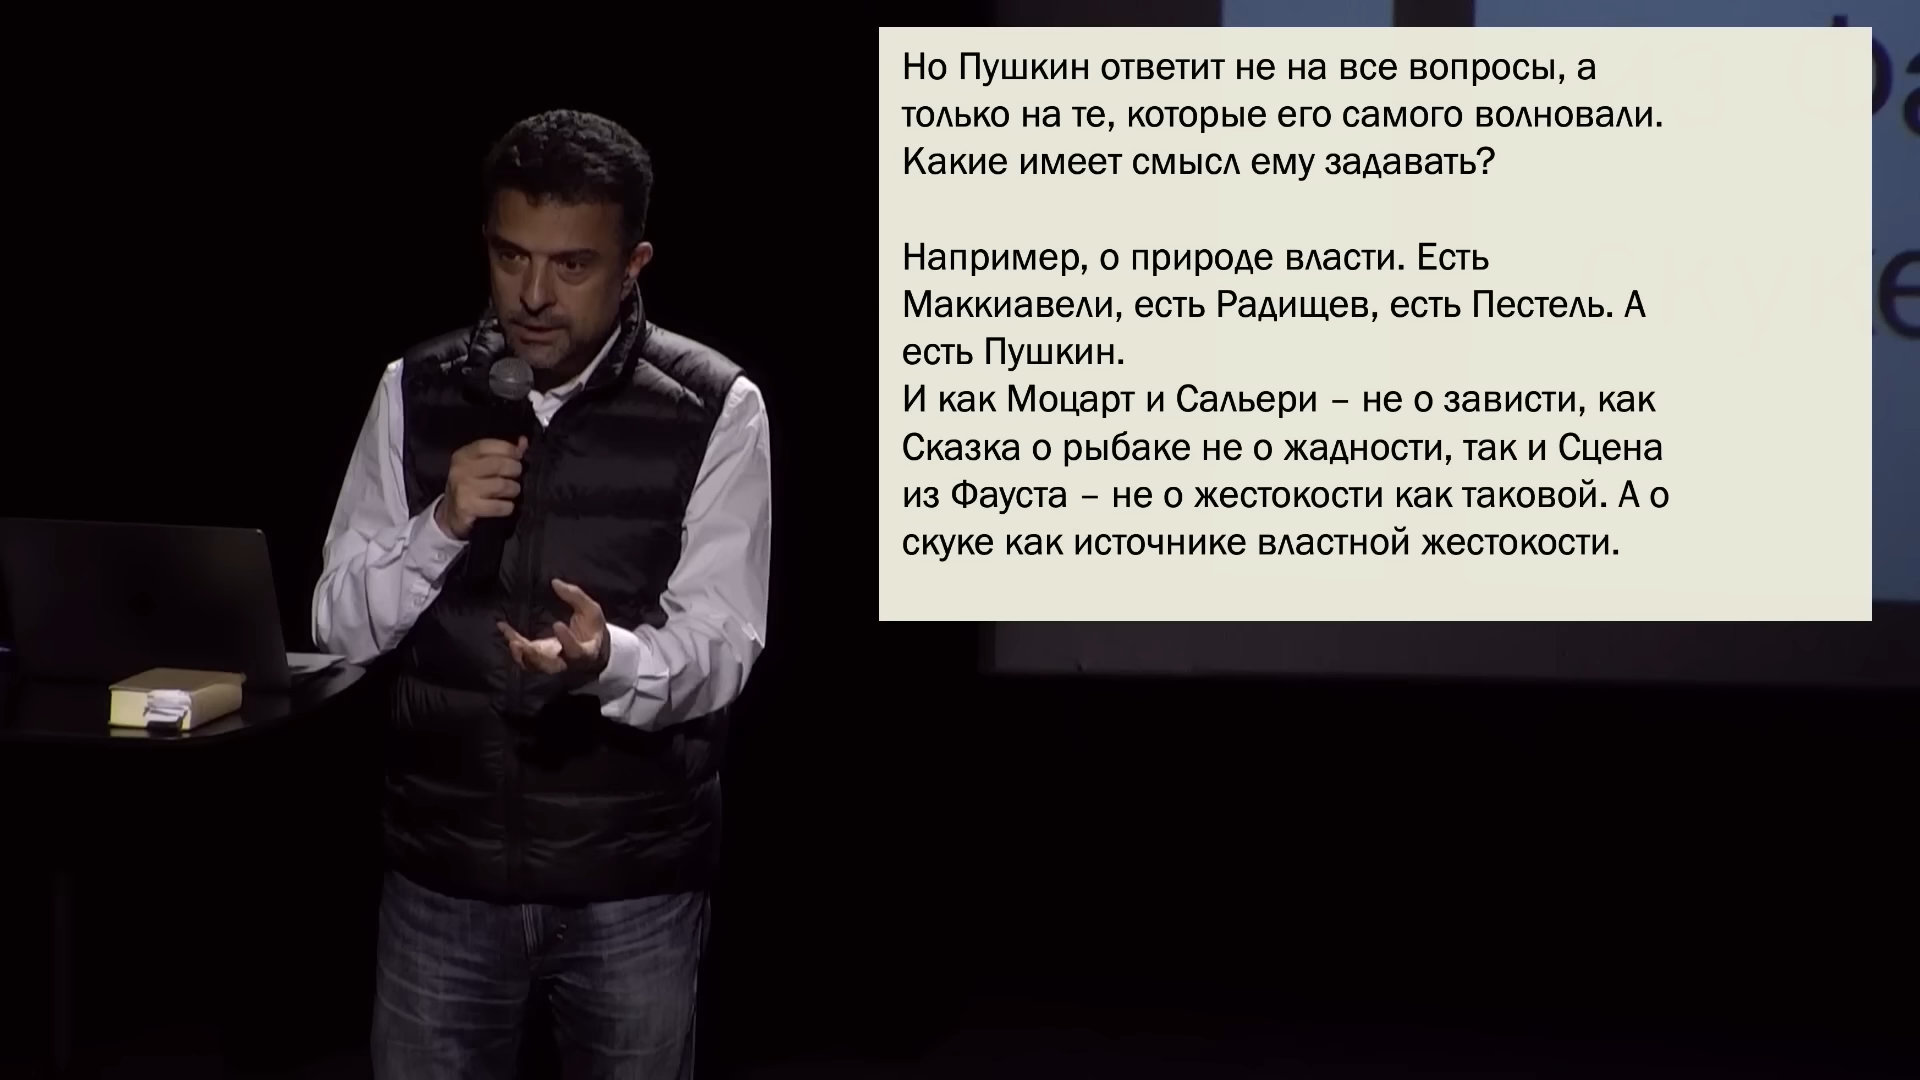 Но Пушкин ответит не на все вопросы, а
только на те, которые его самого волновали.
Какие имеет смысл ему задавать?
Например, о природе власти. Есть
Маккиавели, есть Радищев, есть Пестель. А
есть Пушкин.
И как Моцарт и Сальери – не о зависти, как
Сказка о рыбаке не о жадности, так и Сцена
из Фауста – не о жестокости как таковой. А о
скуке как источнике властной жестокости.